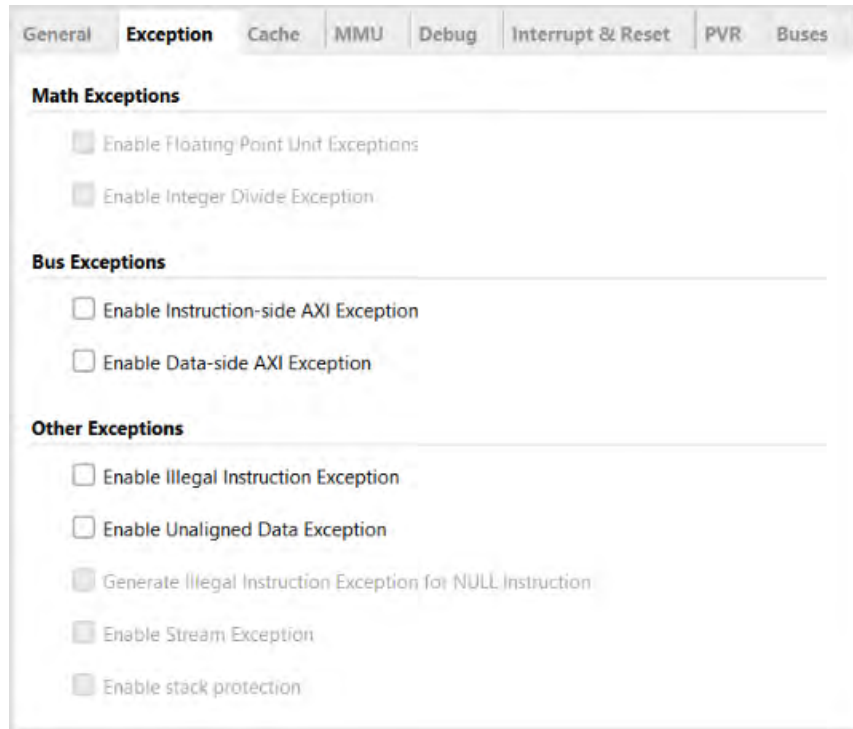 General Exception Cache MMU Debug Interrupt & Reset PVR Buses
Math Exceptions
Enable Floating Point Unit Exceptions
Enable Integer Divide Exception
Bus Exceptions
Enable Instruction-side AXI Exception
Enable Data-side AXI Exception
Other Exceptions
Enable Illegal Instruction Exception
Enable Unaligned Data Exception
Generate Illegal Instruction Exception for NULL Instruction
Enable Stream Exception
Enable stack protection